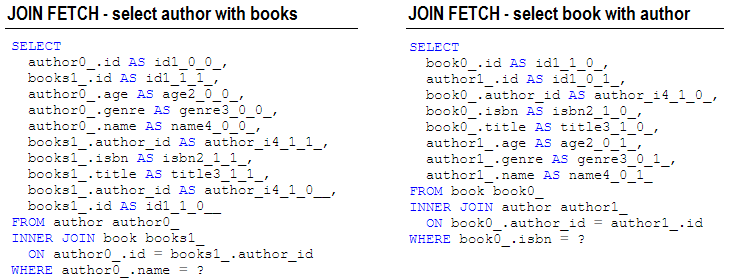 JOIN FETCH - select author with books
SELECT
author0_.id AS id1_0_0_,
books1_.id AS id1_1_1_,
author0_.age AS age2_0_0_,
author0_.genre AS genre3_0_0_,
author0_.name AS name4_0_0_,
books1_.author_id AS author_i4_1_1_,
books1_.isbn AS isbn2_1_1_,
books1_.title AS title3_1_1_,
books1_.author_id AS author_i4_1_0__,
books1_.id AS id1_1_0__
FROM author author0_
INNER JOIN book books1_
ON author0_.id = books1_.author_id
WHERE author0_.name = ?
JOIN FETCH - select book with author
SELECT
book0_.id AS id1_1_0_,
author1_.id AS id1_0_1_,
book0_.author_id AS author_i4_1_0_,
book0_.isbn AS isbn2_1_0_,
book0_.title AS title3_1_0_,
author1_.age AS age2_0_1_,
author1_.genre AS genre3_0_1_,
author1_.name AS name4_0_1_
FROM book book0_
INNER JOIN author author1_
ON book0_.author_id = author1_.id
WHERE book0_.isbn = ?